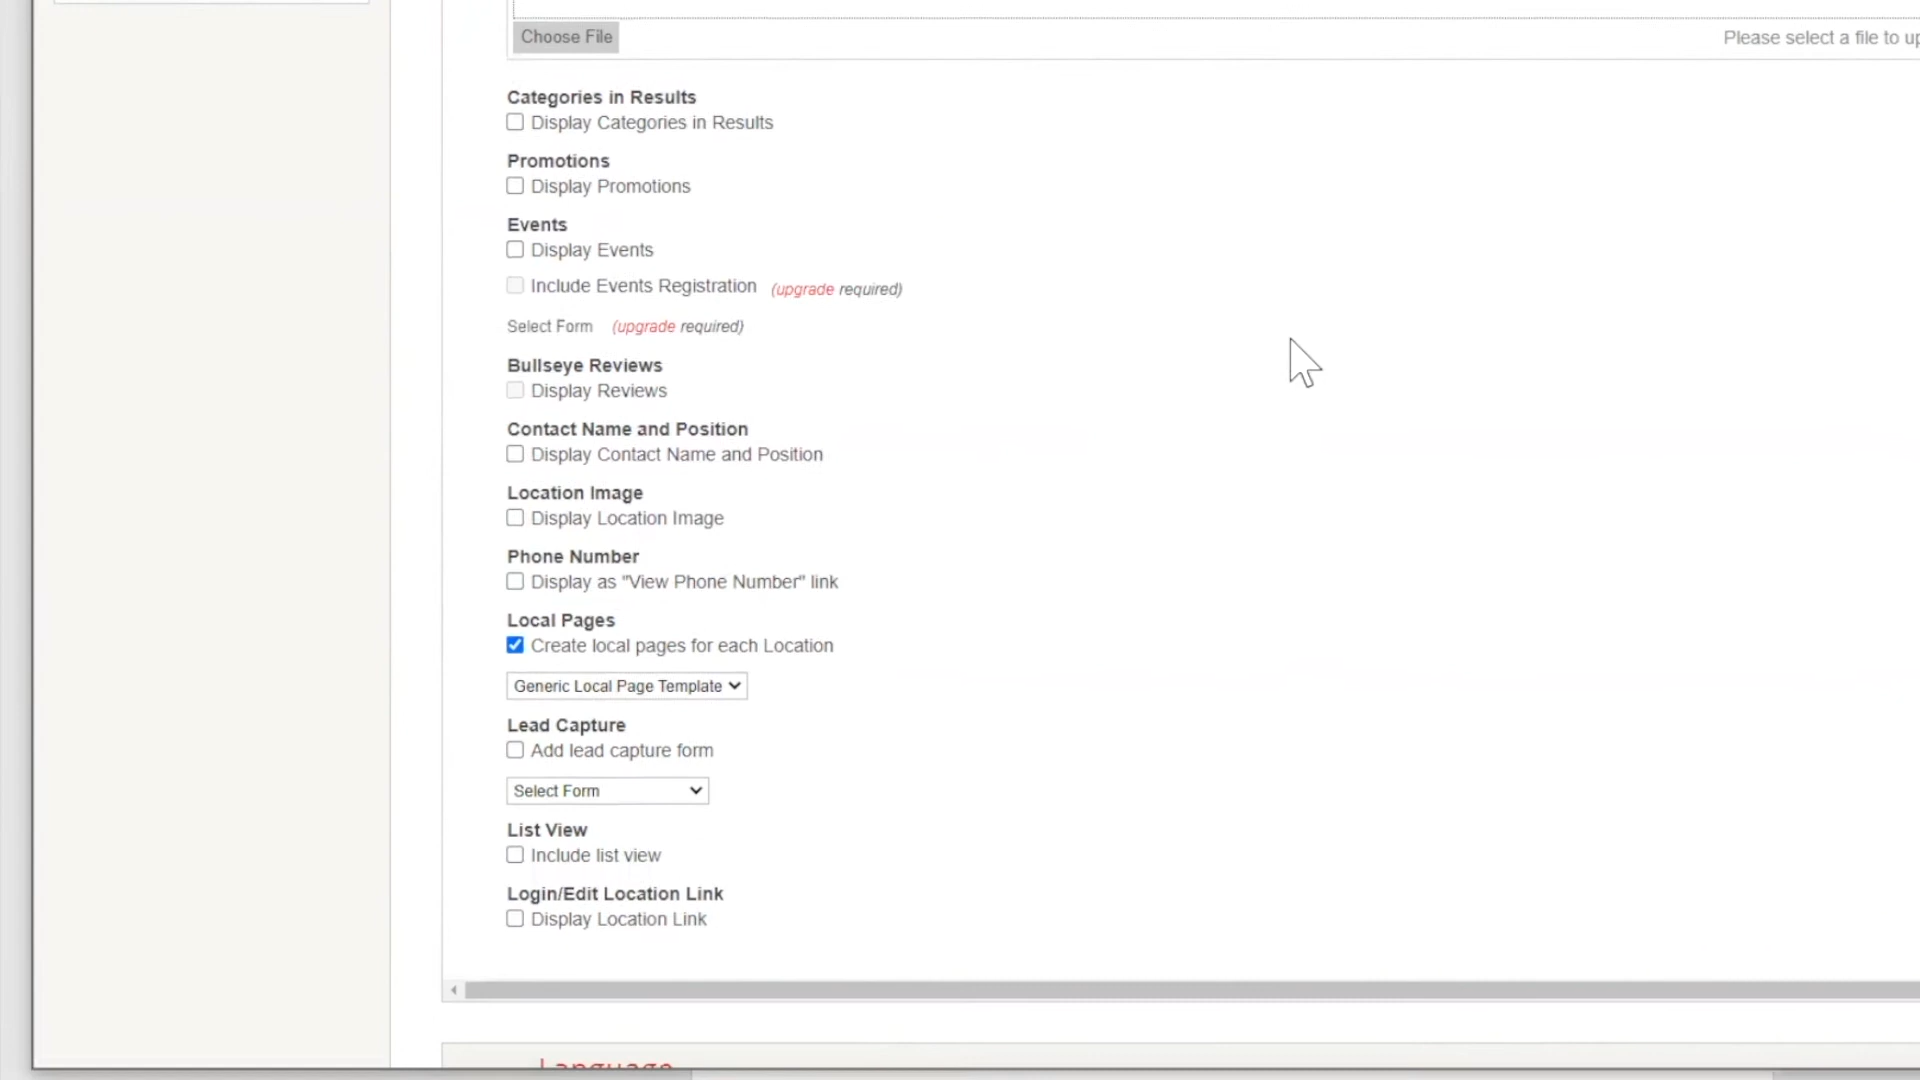 Choose File
Please select a file to up
Categories in Results
Display Categories in Results
Promotions
Display Promotions
Events
Display Events
Include Events Registration (upgrade required)
Select Form (upgrade required)
Bullseye Reviews
Display Reviews
Contact Name and Position
Display Contact Name and Position
Location Image
Display Location Image
Phone Number
Display as "View Phone Number" link
Local Pages
Create local pages for each Location
Generic Local Page Template
Lead Capture
Add lead capture form
Select Form
List View
Include list view
Login/Edit Location Link
Display Location Link
Language